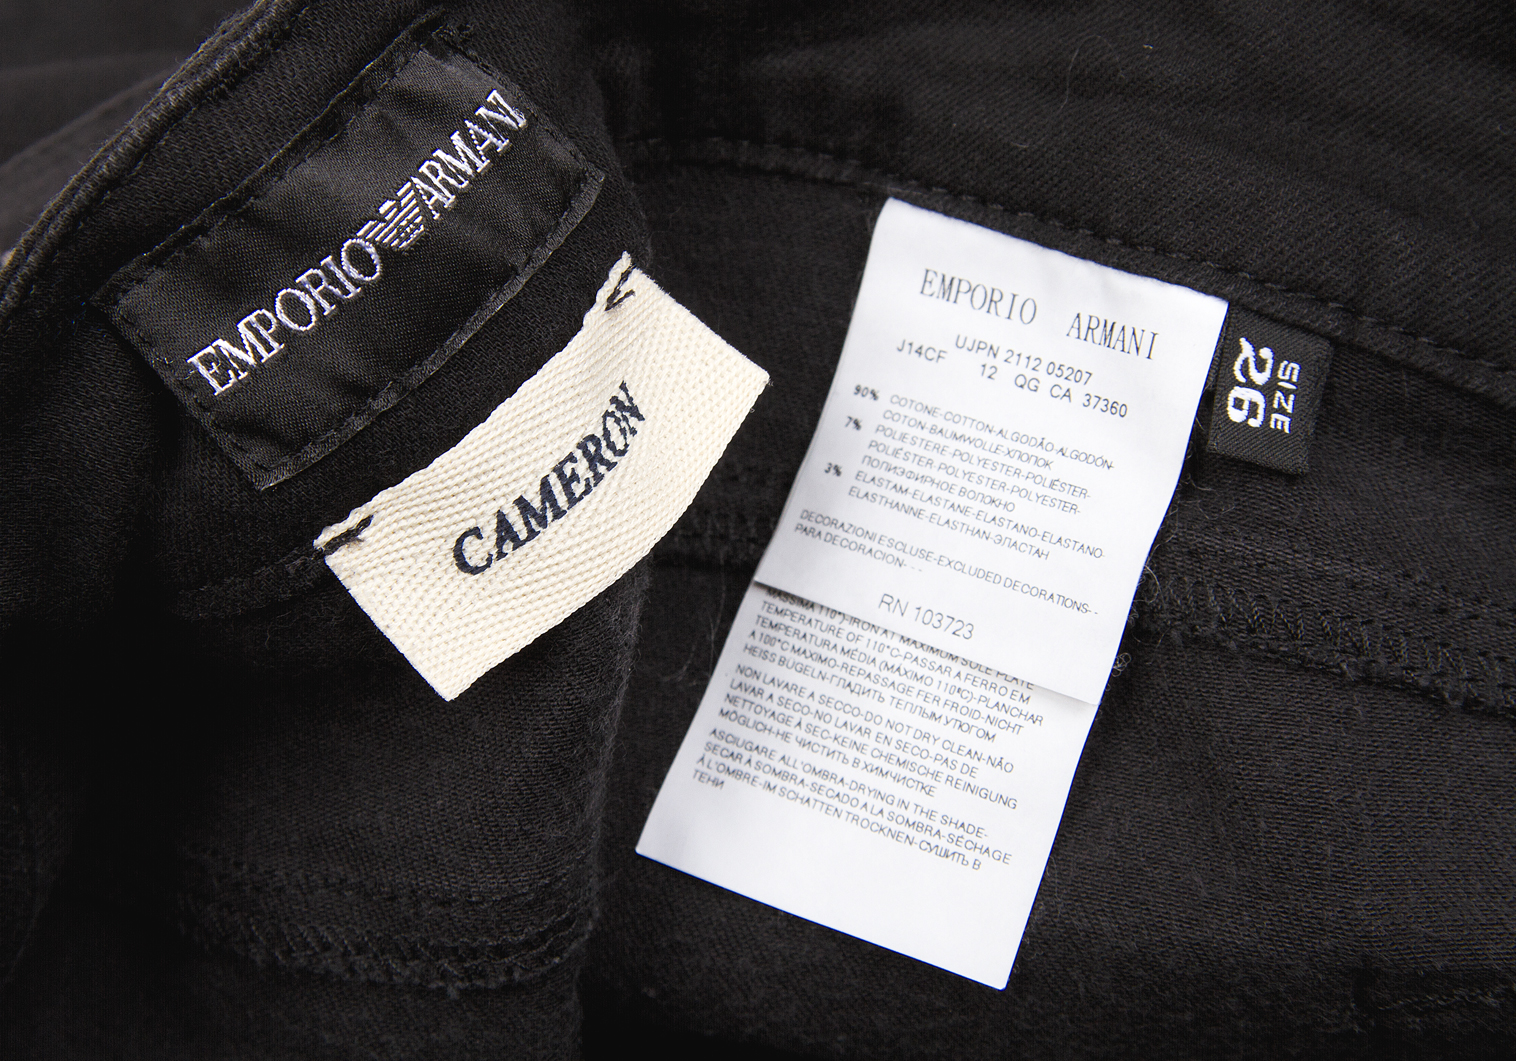 EMPORIO ARMANI
CAMERON
EMPORIO ARMANI
UJPN 2112 05207
J14CF 12 QG CA 37360
90% COTONE-COTTON-ALGODÃO-ALGODÓN-
COTON-BAUMWOLLE-ХЛОПОК
7% POLIESTERE-POLYESTER-POLIÉSTER-
POLIÉSTER-POLYESTER-POLYESTER-
ПОЛИЭФИРНОЕ ВОЛОКНО
3% ELASTAM-ELASTANE-ELASTANO-ELASTANO-
ELASTHANNE-ELASTHAN-ЭЛАСТАН
DECORAZIONI ESCLUSE-EXCLUDED DECORATIONS--
PARA DECORACION---
RN 103723
MASSIMA 110°)-IRON AT MAXIMUM SOLE PLATE
TEMPERATURE OF 110°C-PASSAR A FERRO EM
TEMPERATURA MÉDIA (MÁXIMO 110°C)-PLANCHAR
A 100°C MAXIMO-REPASSAGE FER FROID-NICHT
HEISS BÜGELN-ГЛАДИТЬ ТЕПЛЫМ УТЮГОМ
NON LAVARE A SECCO-DO NOT DRY CLEAN-NÃO
LAVAR A SECO-NO LAVAR EN SECO-PAS DE
NETTOYAGE À SEC-KEINE CHEMISCHE REINIGUNG
MÖGLICH-НЕ ЧИСТИТЬ В ХИМЧИСТКЕ
ASCIUGARE ALL'OMBRA-DRYING IN THE SHADE-
SECAR À SOMBRA-SECADO A LA SOMBRA-SÉCHAGE
À L'OMBRE-IM SCHATTEN TROCKNEN-СУШИТЬ В
ТЕНИ
SIZE
26